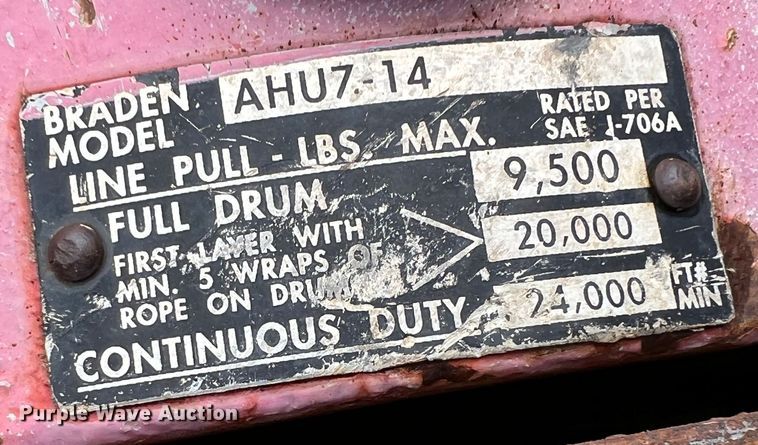 BRADEN
MODEL AHU7-14
LINE PULL - LBS. MAX. RATED PER
SAE J-706A
FULL DRUM, 9,500
FIRST LAYER WITH
MIN. 5 WRAPS OF 20,000
ROPE ON DRUM
CONTINUOUS DUTY 24,000 FT#
MIN
Purple Wave Auction